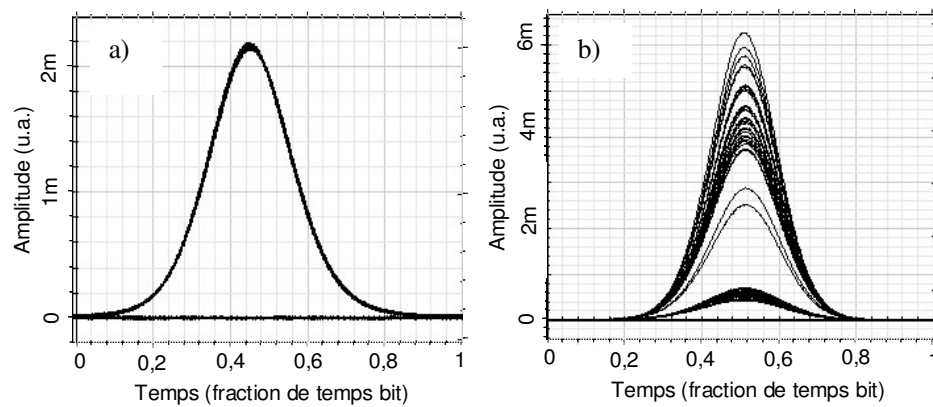 a)
Amplitude (u.a.)
2m
1m
0
0 0,2 0,4 0,6 0,8 1
Temps (fraction de temps bit)
b)
Amplitude (u.a.)
6m
4m
2m
0
0 0,2 0,4 0,6 0,8 1
Temps (fraction de temps bit)